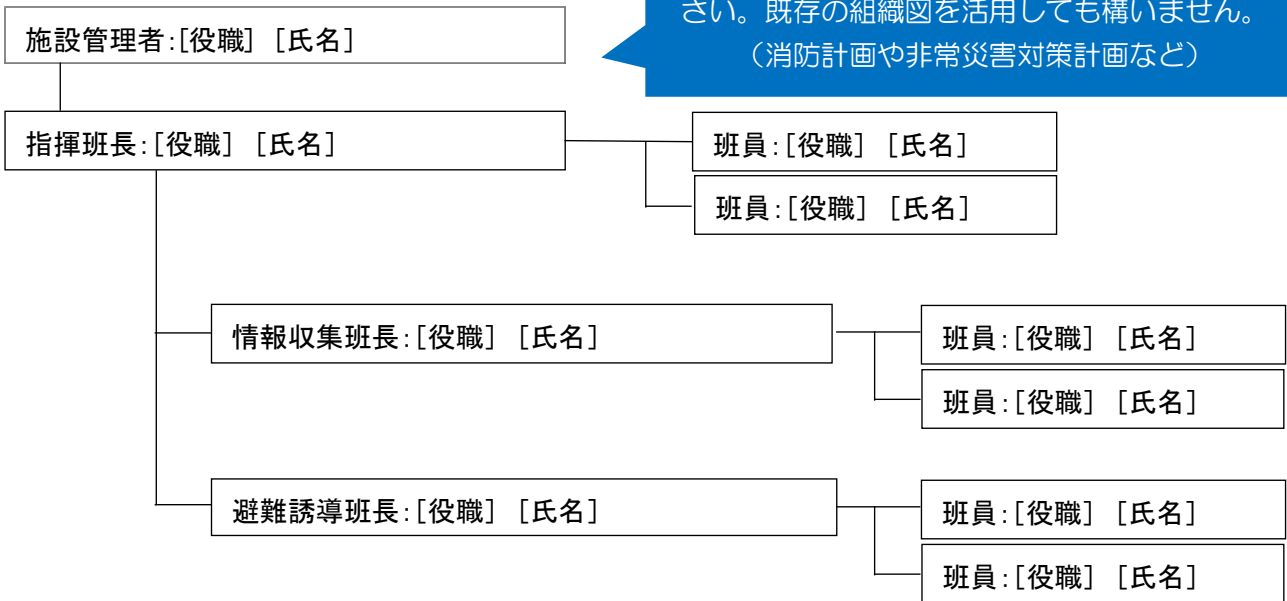 さい。既存の組織図を活用しても構いません。
（消防計画や非常災害対策計画など）
施設管理者:[役職] [氏名]
指揮班長:[役職] [氏名]
班員:[役職] [氏名]
班員:[役職] [氏名]
情報収集班長:[役職] [氏名]
班員:[役職] [氏名]
班員:[役職] [氏名]
避難誘導班長:[役職] [氏名]
班員:[役職] [氏名]
班員:[役職] [氏名]